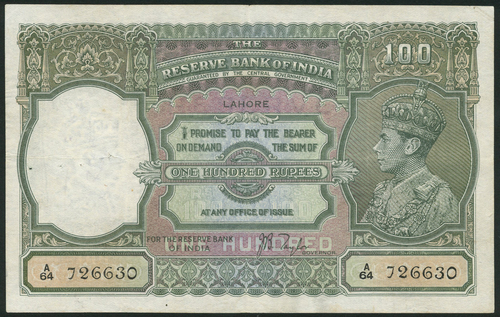 THE
RESERVE BANK OF INDIA
GUARANTEED BY THE CENTRAL GOVERNMENT
100
LAHORE
I PROMISE TO PAY THE BEARER
ON DEMAND THE SUM OF
ONE HUNDRED RUPEES
AT ANY OFFICE OF ISSUE
FOR THE RESERVE BANK
OF INDIA
GOVERNOR
HUNDRED
A/64 726630
A/64 726630